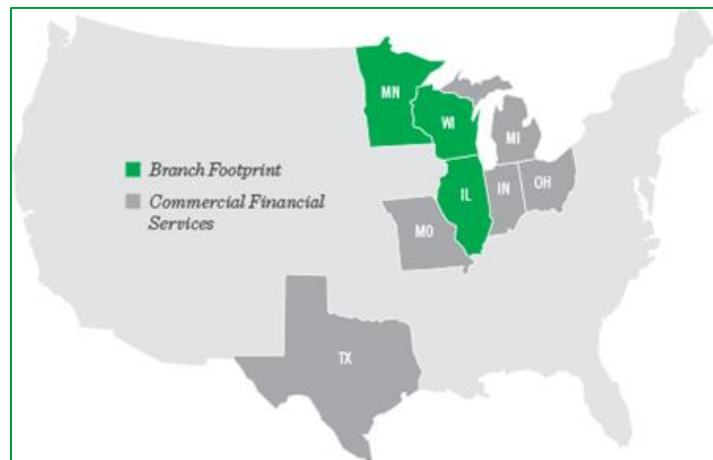 MN
WI
MI
Branch Footprint
IL
IN
OH
Commercial Financial
Services
MO
TX